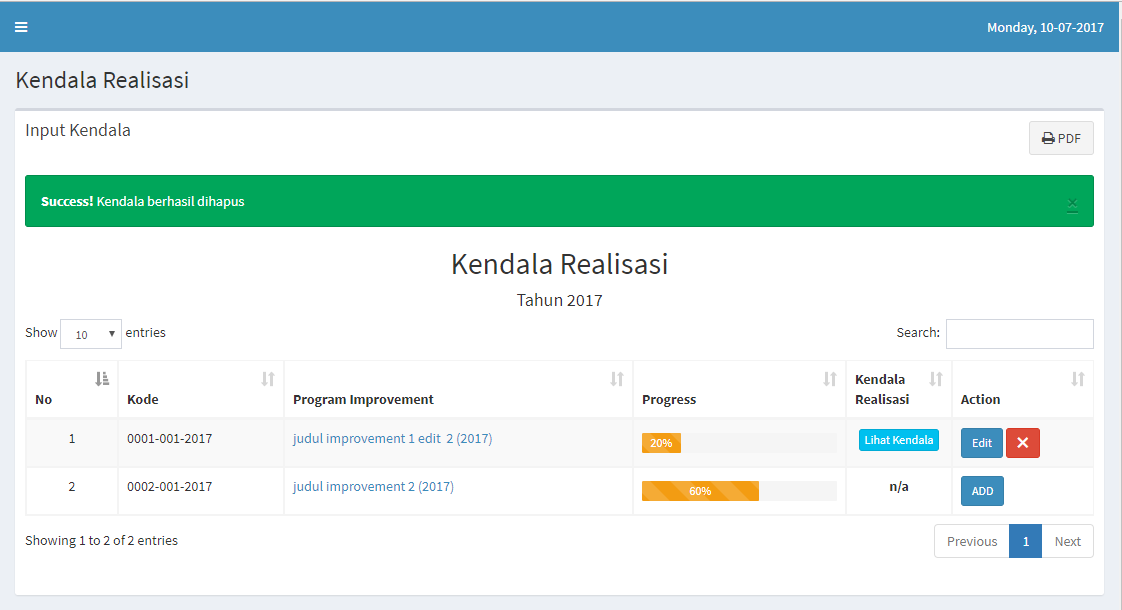 Monday, 10-07-2017
Kendala Realisasi
Input Kendala
PDF
Success! Kendala berhasil dihapus
×
Kendala Realisasi
Tahun 2017
Show 10 entries
Search:
No Kode Program Improvement Progress Kendala Realisasi Action
1 0001-001-2017 judul improvement 1 edit 2 (2017) 20% Lihat Kendala Edit ×
2 0002-001-2017 judul improvement 2 (2017) 60% n/a ADD
Showing 1 to 2 of 2 entries
Previous 1 Next